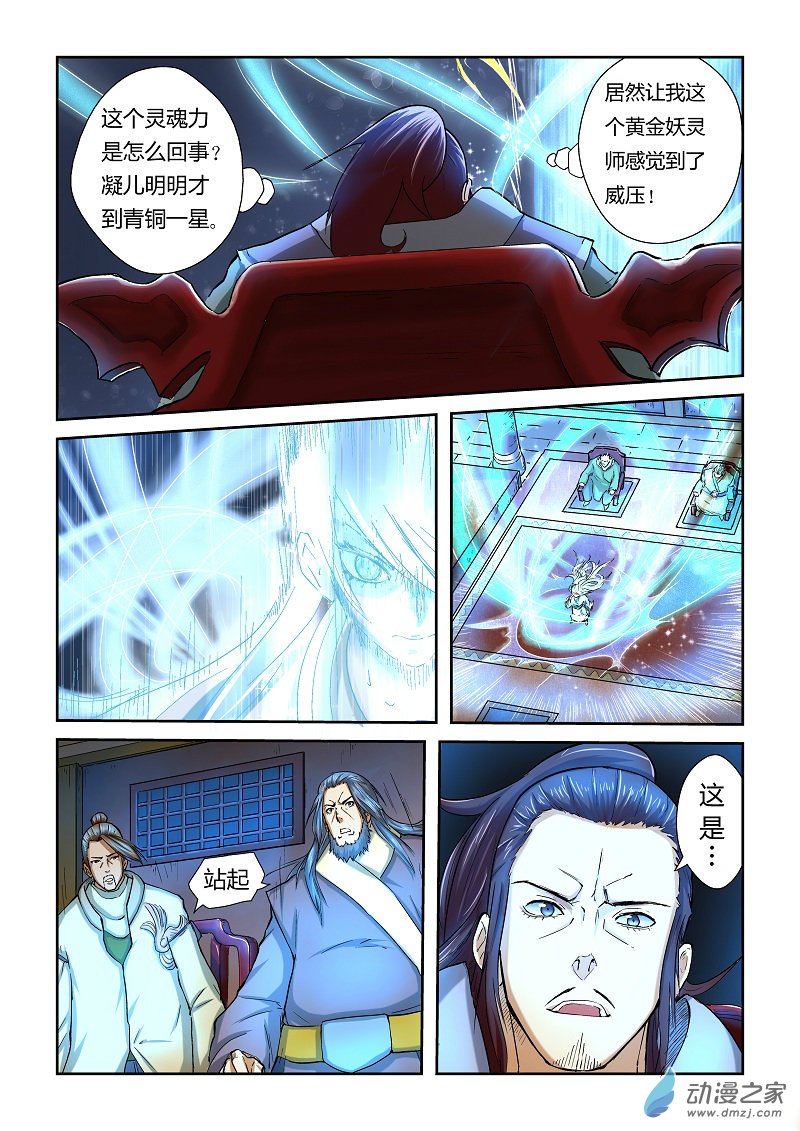 这个灵魂力
是怎么回事？
凝儿明明才
到青铜一星。
居然让我这
个黄金妖灵
师感觉到了
威压！
站起
这
是
…
动漫之家
www.dmzj.com